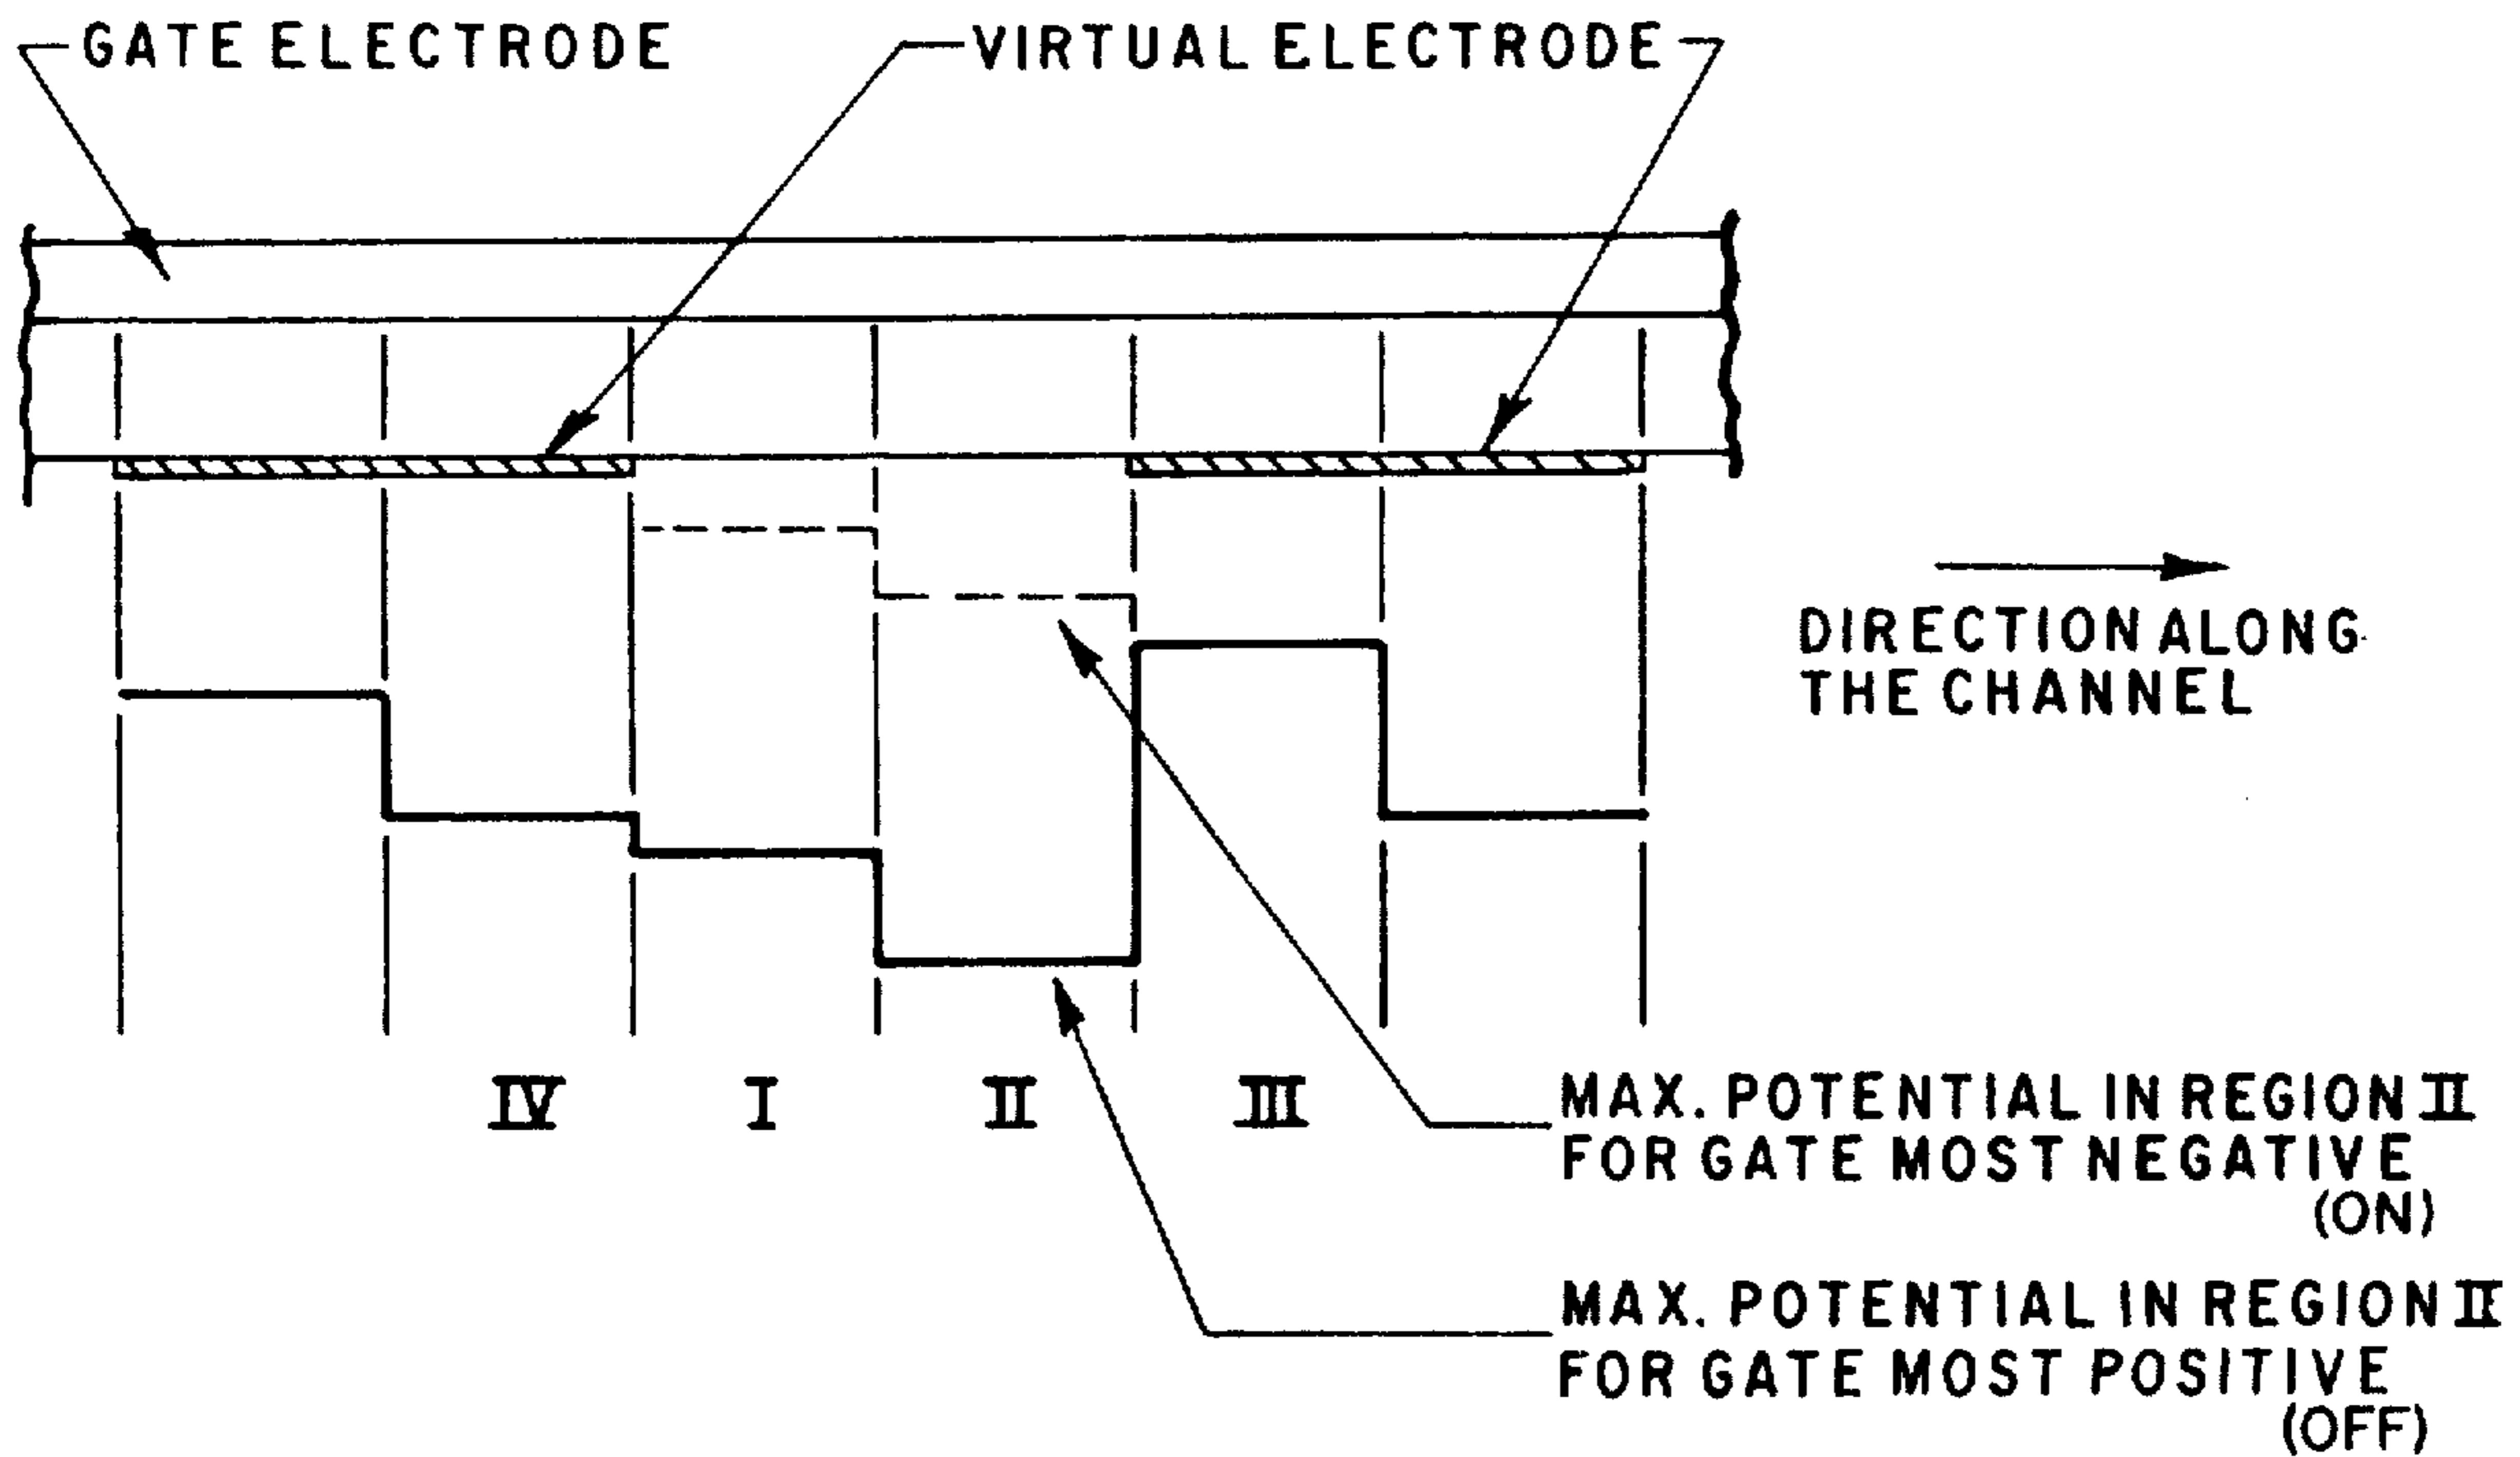 GATE ELECTRODE
VIRTUAL ELECTRODE
DIRECTION ALONG
THE CHANNEL
IV I II III
MAX. POTENTIAL IN REGION II
FOR GATE MOST NEGATIVE
(ON)
MAX. POTENTIAL IN REGION II
FOR GATE MOST POSITIVE
(OFF)